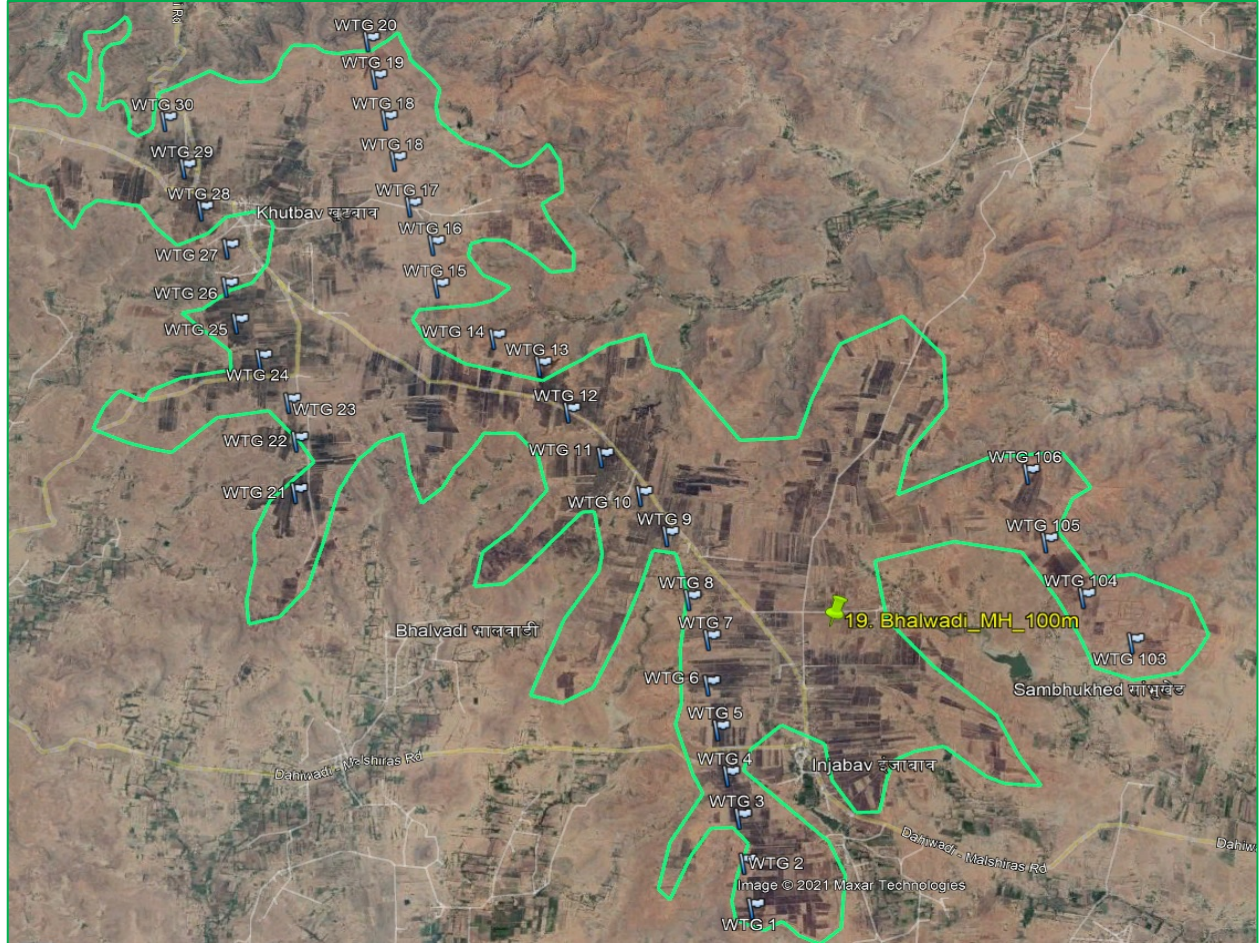 WTG 20
WTG 19
WTG 30
WTG 18
WTG 29
WTG 18
WTG 28
WTG 17
Khutbav खुटबाव
WTG 27
WTG 16
WTG 26
WTG 15
WTG 25
WTG 14
WTG 13
WTG 24
WTG 12
WTG 23
WTG 22
WTG 11
WTG 106
WTG 21
WTG 10
WTG 9
WTG 105
WTG 8
WTG 104
WTG 7
19. Bhalwadi_MH_100m
Bhalvadi भालवाडी
WTG 103
WTG 6
Sambhukhed सांभूखेड
WTG 5
WTG 4
Injabav इंजाबाव
Dahiwadi - Malshiras Rd
WTG 3
Dahiwadi - Malshiras Rd
WTG 2
Image © 2021 Maxar Technologies
WTG 1